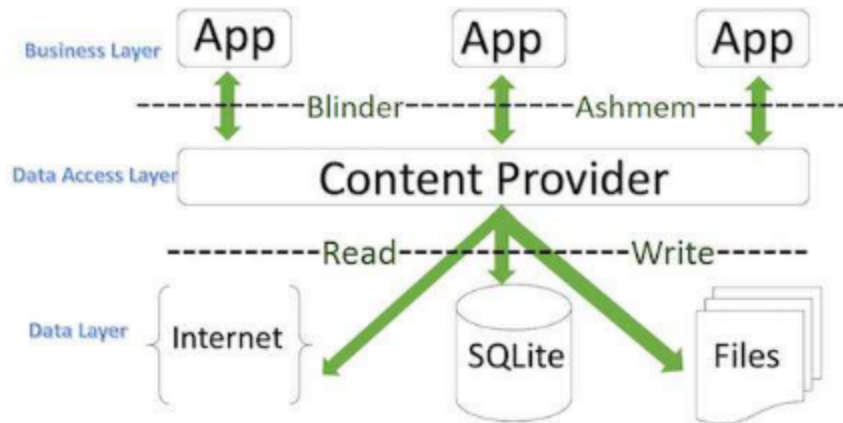 Business Layer App App App
Blinder Ashmem
Data Access Layer Content Provider
Read Write
Data Layer Internet SQLite Files